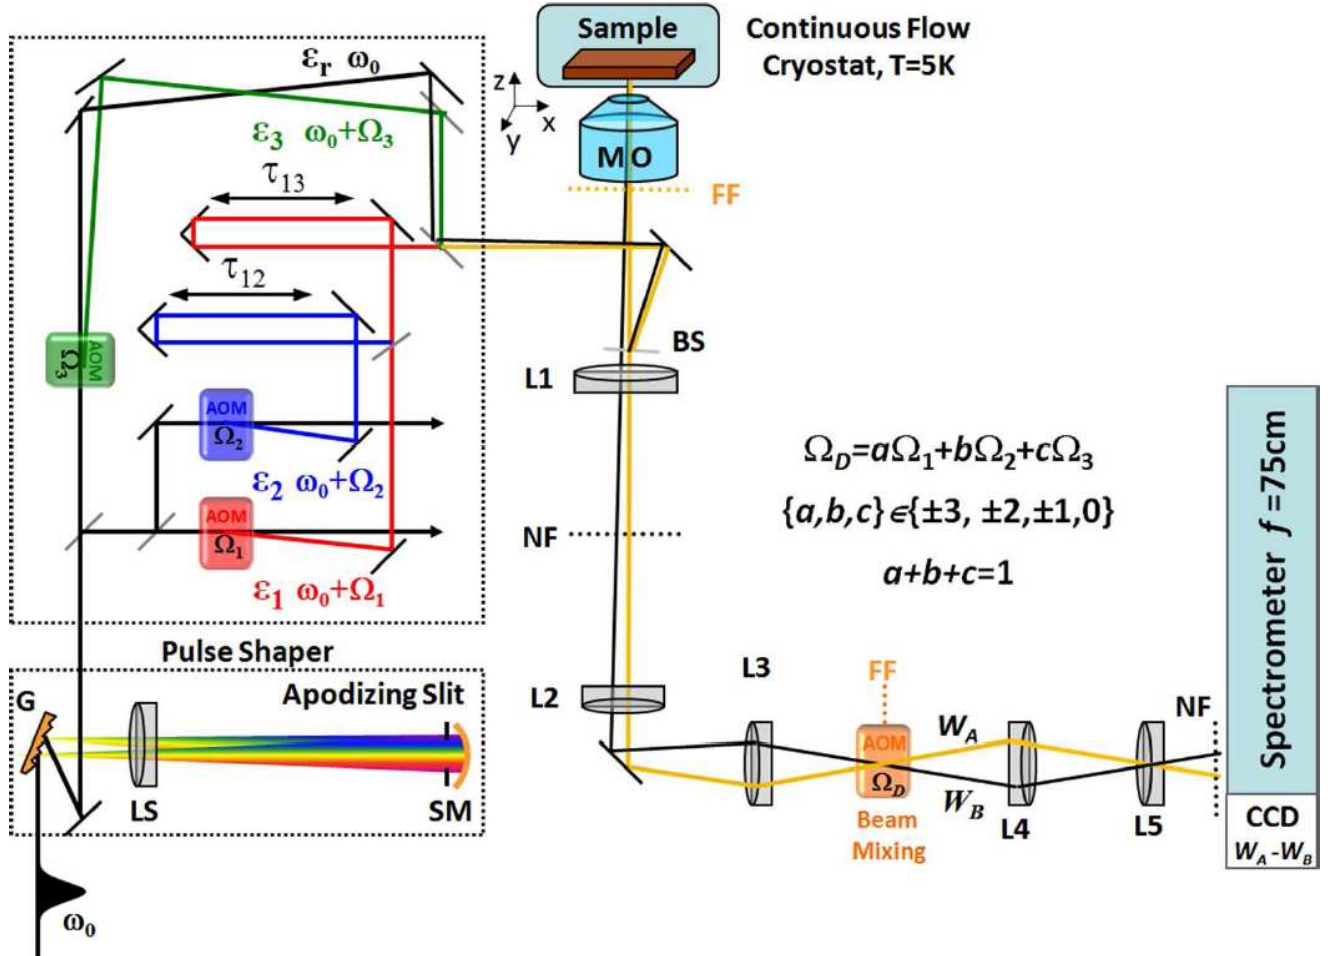 Sample
Continuous Flow
Cryostat, T=5K
εr ω0
ε3 ω0+Ω3
z
x
y
MO
FF
τ13
τ12
BS
L1
AOM
Ω3
AOM
Ω2
ε2 ω0+Ω2
AOM
Ω1
ε1 ω0+Ω1
ΩD=aΩ1+bΩ2+cΩ3
{a,b,c}∈{±3, ±2,±1,0}
a+b+c=1
NF
Pulse Shaper
G
Apodizing Slit
LS
SM
ω0
L2
L3
FF
AOM
ΩD
Beam
Mixing
WA
WB
L4
L5
NF
Spectrometer f =75cm
CCD
WA-WB